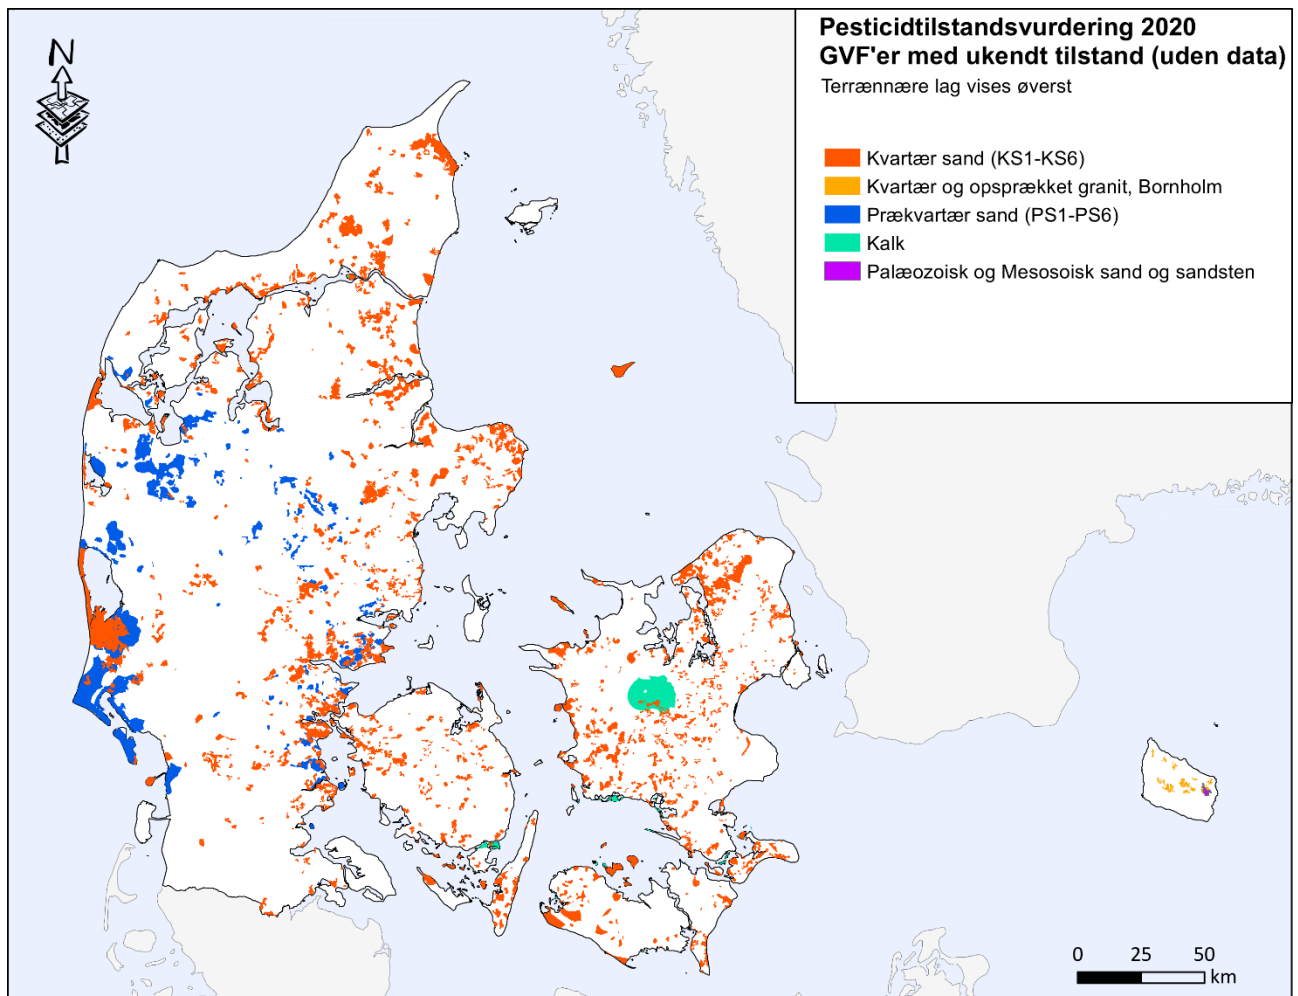 Pesticidtilstandsvurdering 2020
GVF'er med ukendt tilstand (uden data)
Terrænnære lag vises øverst
Kvartær sand (KS1-KS6)
Kvartær og opsprækket granit, Bornholm
Prækvartær sand (PS1-PS6)
Kalk
Palæozoisk og Mesosoisk sand og sandsten
N
0 25 50
km